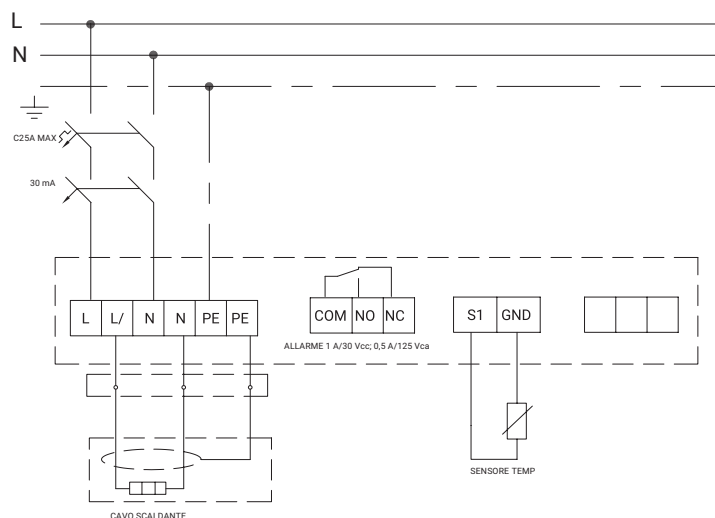 L
N
C25A MAX
30 mA
L L/ N N PE PE
COM NO NC
S1 GND
ALLARME 1 A/30 Vcc; 0,5 A/125 Vca
SENSORE TEMP
CAVO SCALDANTE